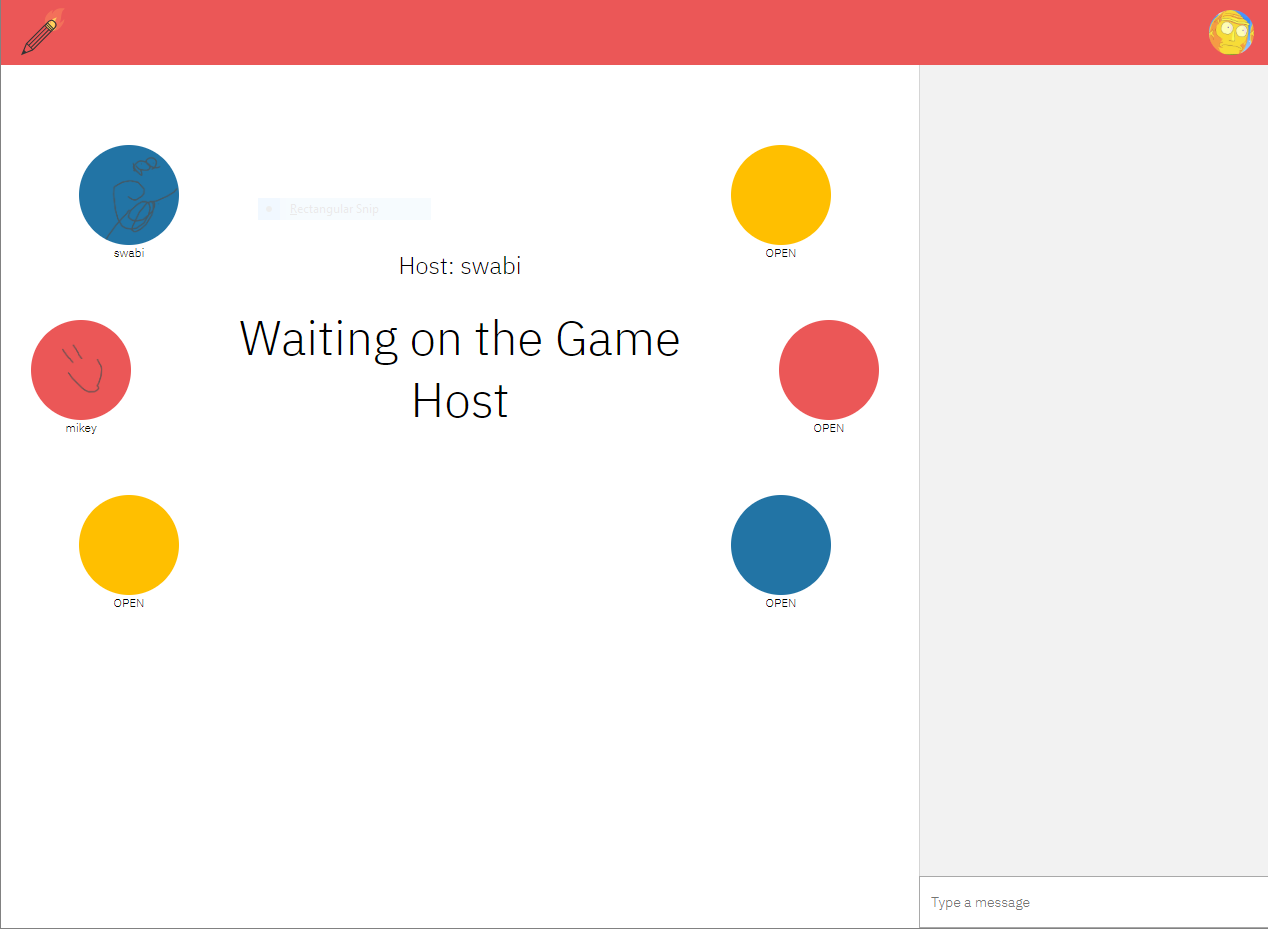 swabi
OPEN
Rectangular Snip
Host: swabi
Waiting on the Game
Host
mikey
OPEN
OPEN
OPEN
Type a message